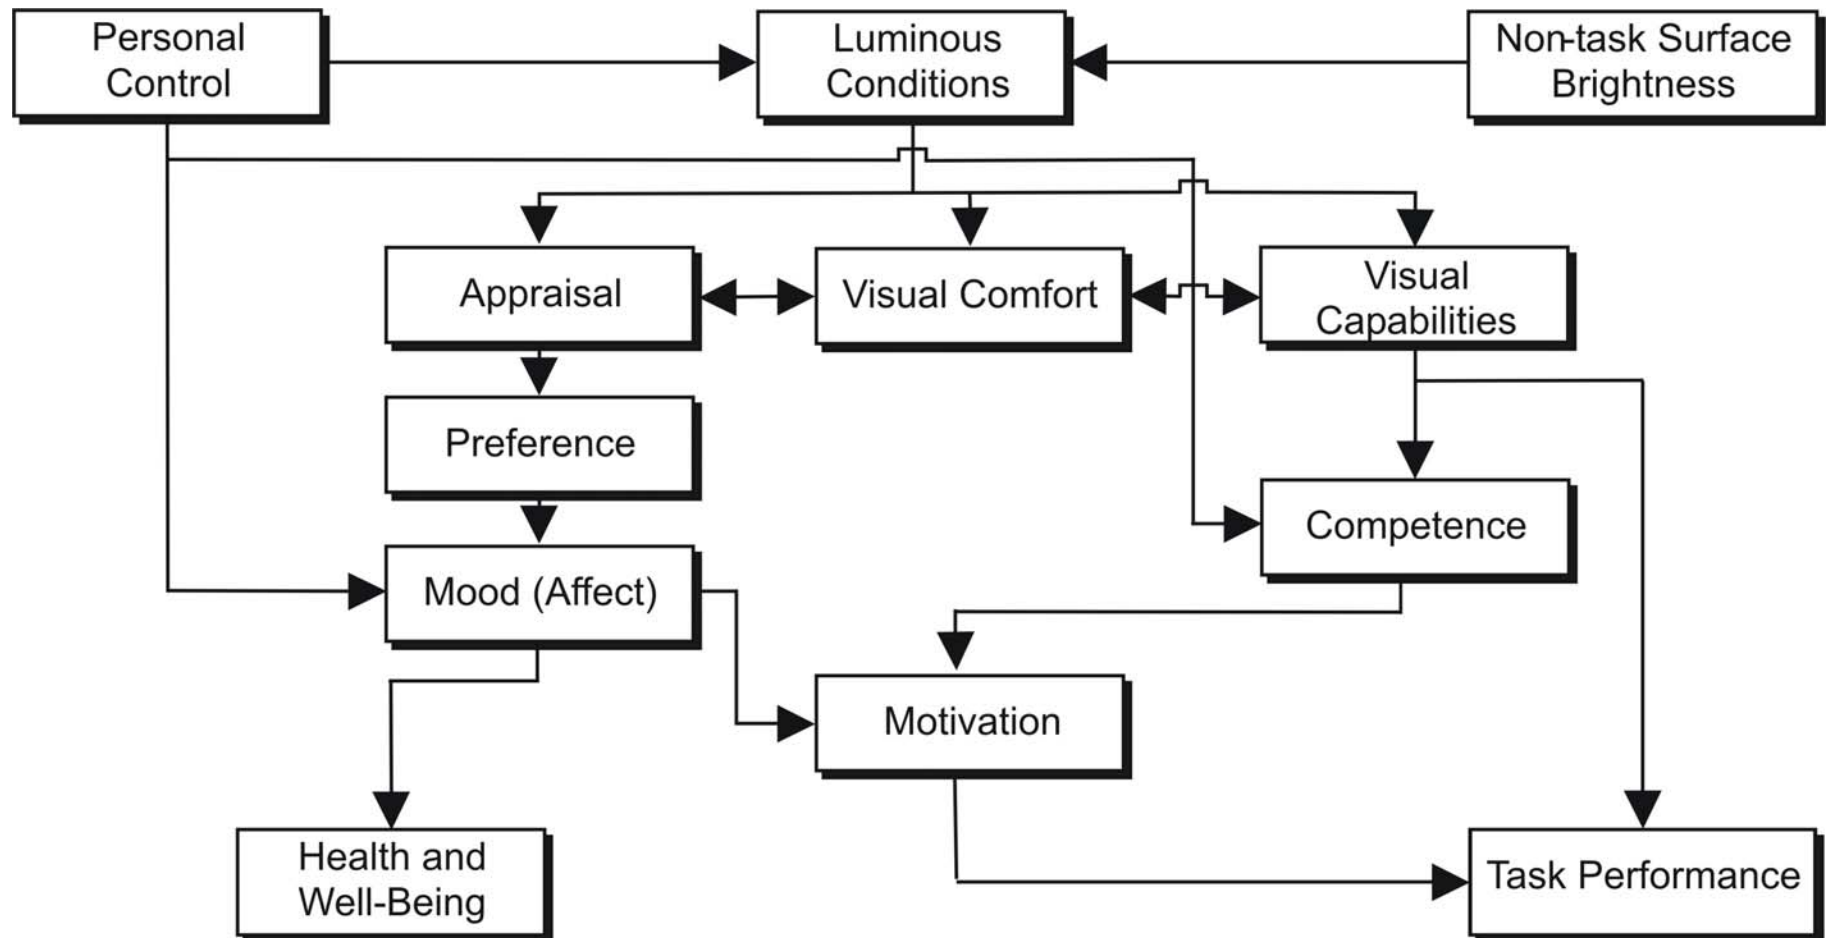 Personal
Control
Luminous
Conditions
Non-task Surface
Brightness
Appraisal
Visual Comfort
Visual
Capabilities
Preference
Competence
Mood (Affect)
Motivation
Health and
Well-Being
Task Performance